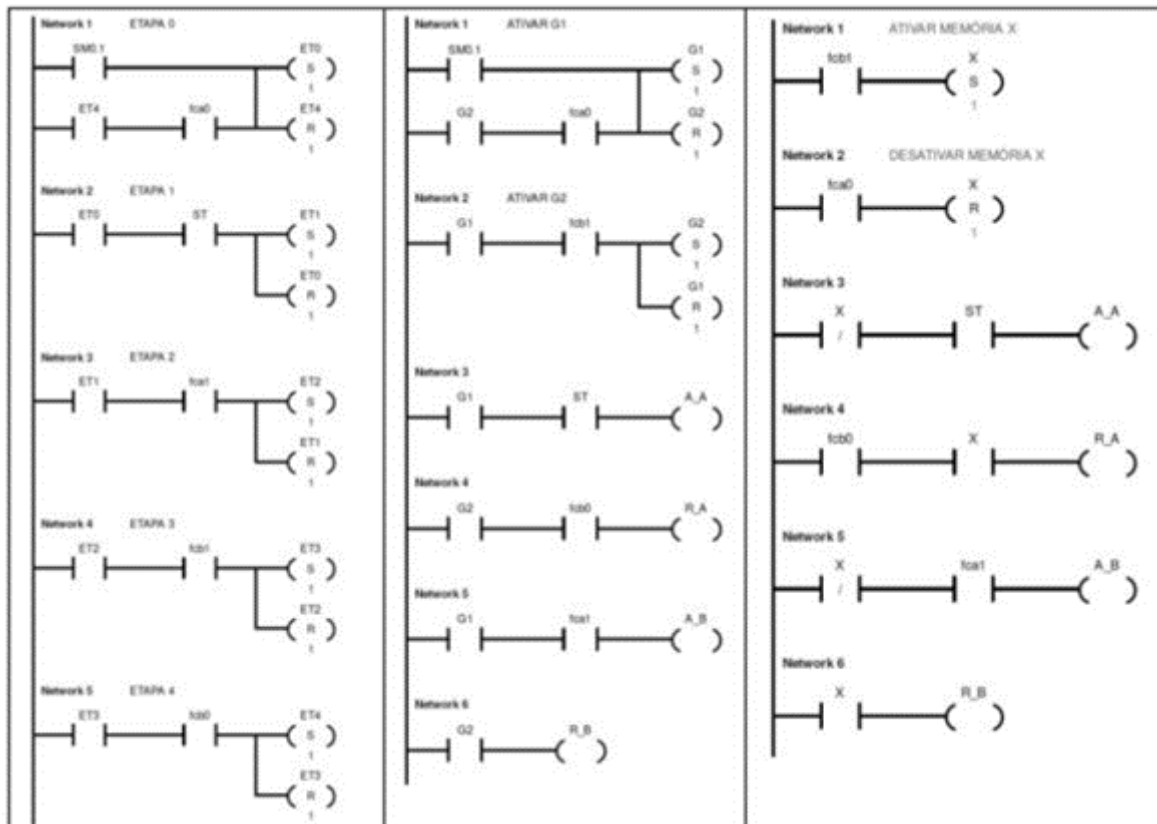 Network 1 ETAPA 0
SM0.1 ET0
S
1
ET4 fca0 ET4
R
1
Network 2 ETAPA 1
ET0 ST ET1
S
1
ET0
R
1
Network 3 ETAPA 2
ET1 fca1 ET2
S
1
ET1
R
1
Network 4 ETAPA 3
ET2 fcb1 ET3
S
1
ET2
R
1
Network 5 ETAPA 4
ET3 fcb0 ET4
S
1
ET3
R
1
Network 1 ATIVAR G1
SM0.1 G1
S
1
G2 fca0 G2
R
1
Network 2 ATIVAR G2
G1 fcb1 G2
S
1
G1
R
1
Network 3
G1 ST A_A
Network 4
G2 fcb0 R_A
Network 5
G1 fca1 A_B
Network 6
G2 R_B
Network 1 ATIVAR MEMÓRIA X
fcb1 X
S
1
Network 2 DESATIVAR MEMÓRIA X
fca0 X
R
1
Network 3
X ST A_A
/
Network 4
fcb0 X R_A
Network 5
X fca1 A_B
/
Network 6
X R_B